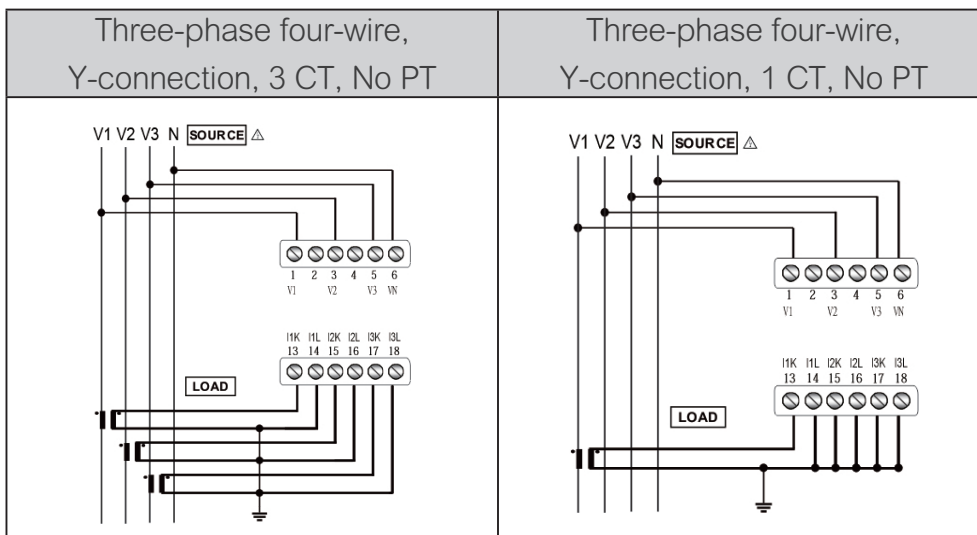 Three-phase four-wire,
Y-connection, 3 CT, No PT
V1 V2 V3 N SOURCE ⚠
1 2 3 4 5 6
V1 V2 V3 VN
I1K I1L I2K I2L I3K I3L
13 14 15 16 17 18
LOAD
Three-phase four-wire,
Y-connection, 1 CT, No PT
V1 V2 V3 N SOURCE ⚠
1 2 3 4 5 6
V1 V2 V3 VN
I1K I1L I2K I2L I3K I3L
13 14 15 16 17 18
LOAD